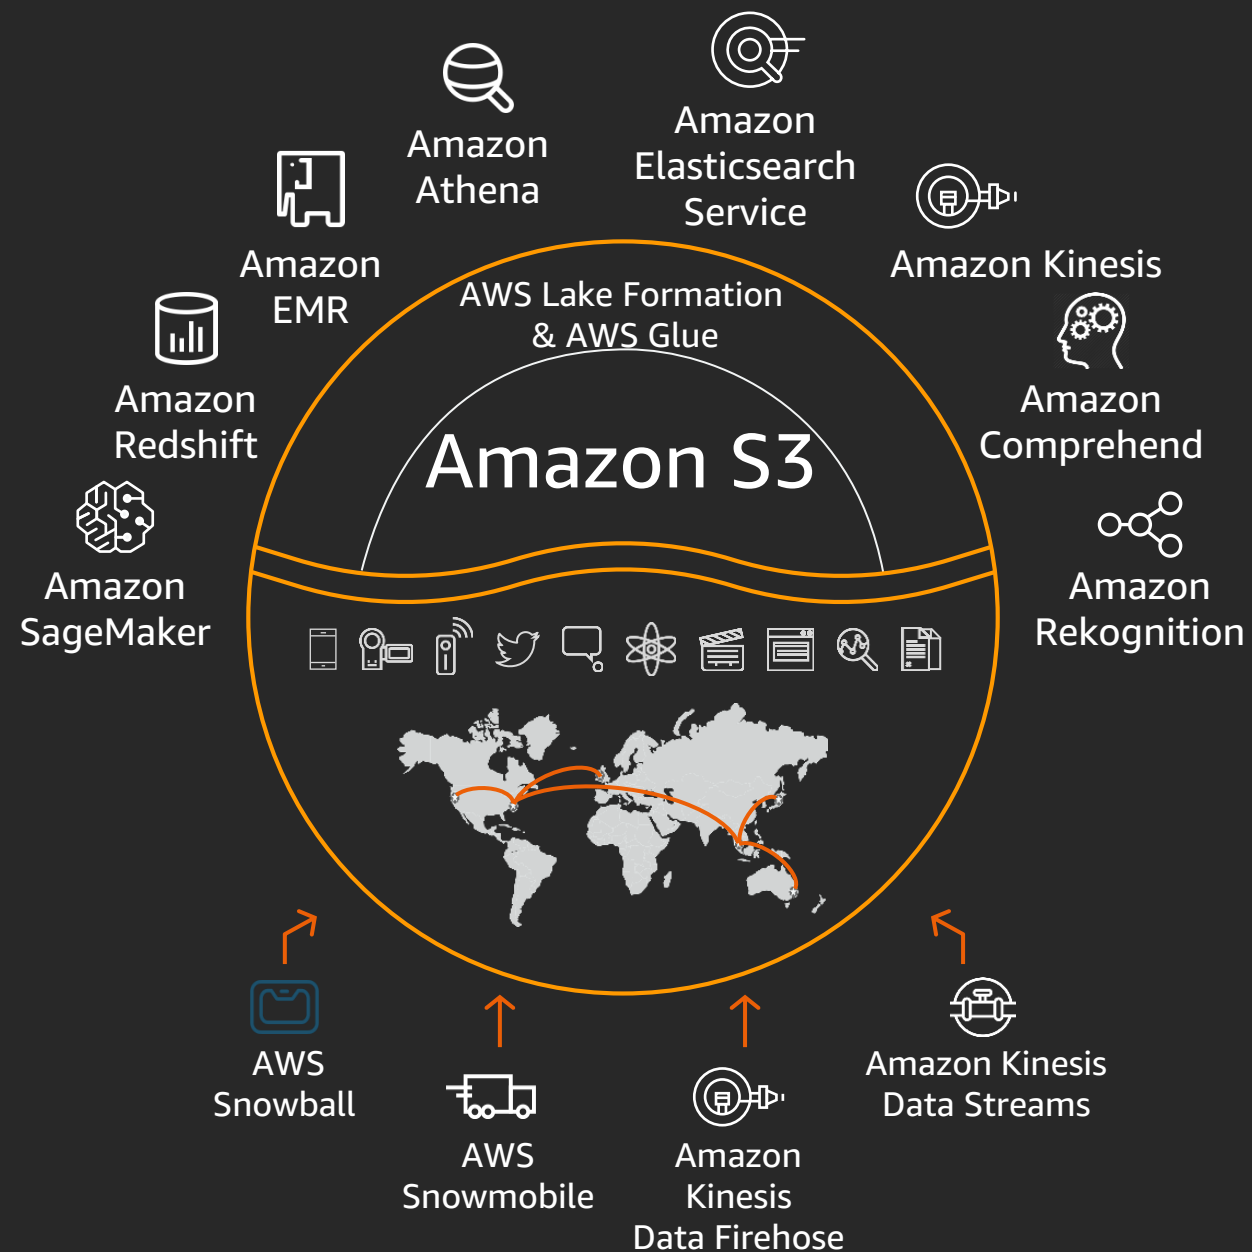 Amazon
Elasticsearch
Service
Amazon
Athena
Amazon
EMR
Amazon Kinesis
AWS Lake Formation
& AWS Glue
Amazon
Redshift
Amazon S3
Amazon
Comprehend
Amazon
SageMaker
Amazon
Rekognition
AWS
Snowball
AWS
Snowmobile
Amazon
Kinesis
Data Firehose
Amazon Kinesis
Data Streams